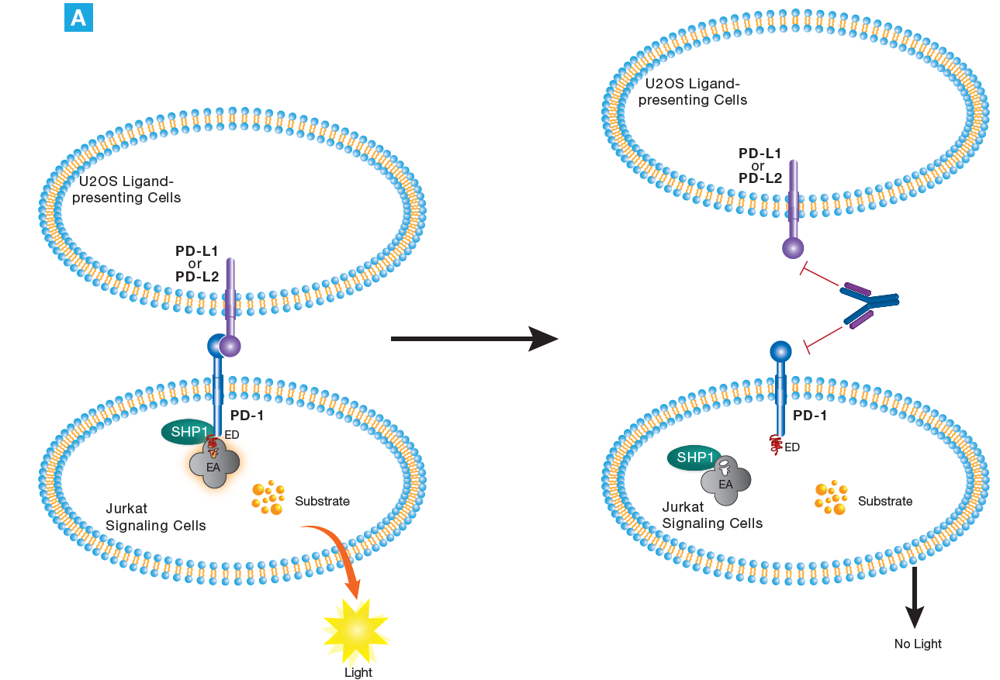 A
U2OS Ligand-
presenting Cells
PD-L1
or
PD-L2
PD-1
SHP1
ED
EA
Substrate
Jurkat
Signaling Cells
Light
U2OS Ligand-
presenting Cells
PD-L1
or
PD-L2
PD-1
ED
SHP1
EA
Substrate
Jurkat
Signaling Cells
No Light